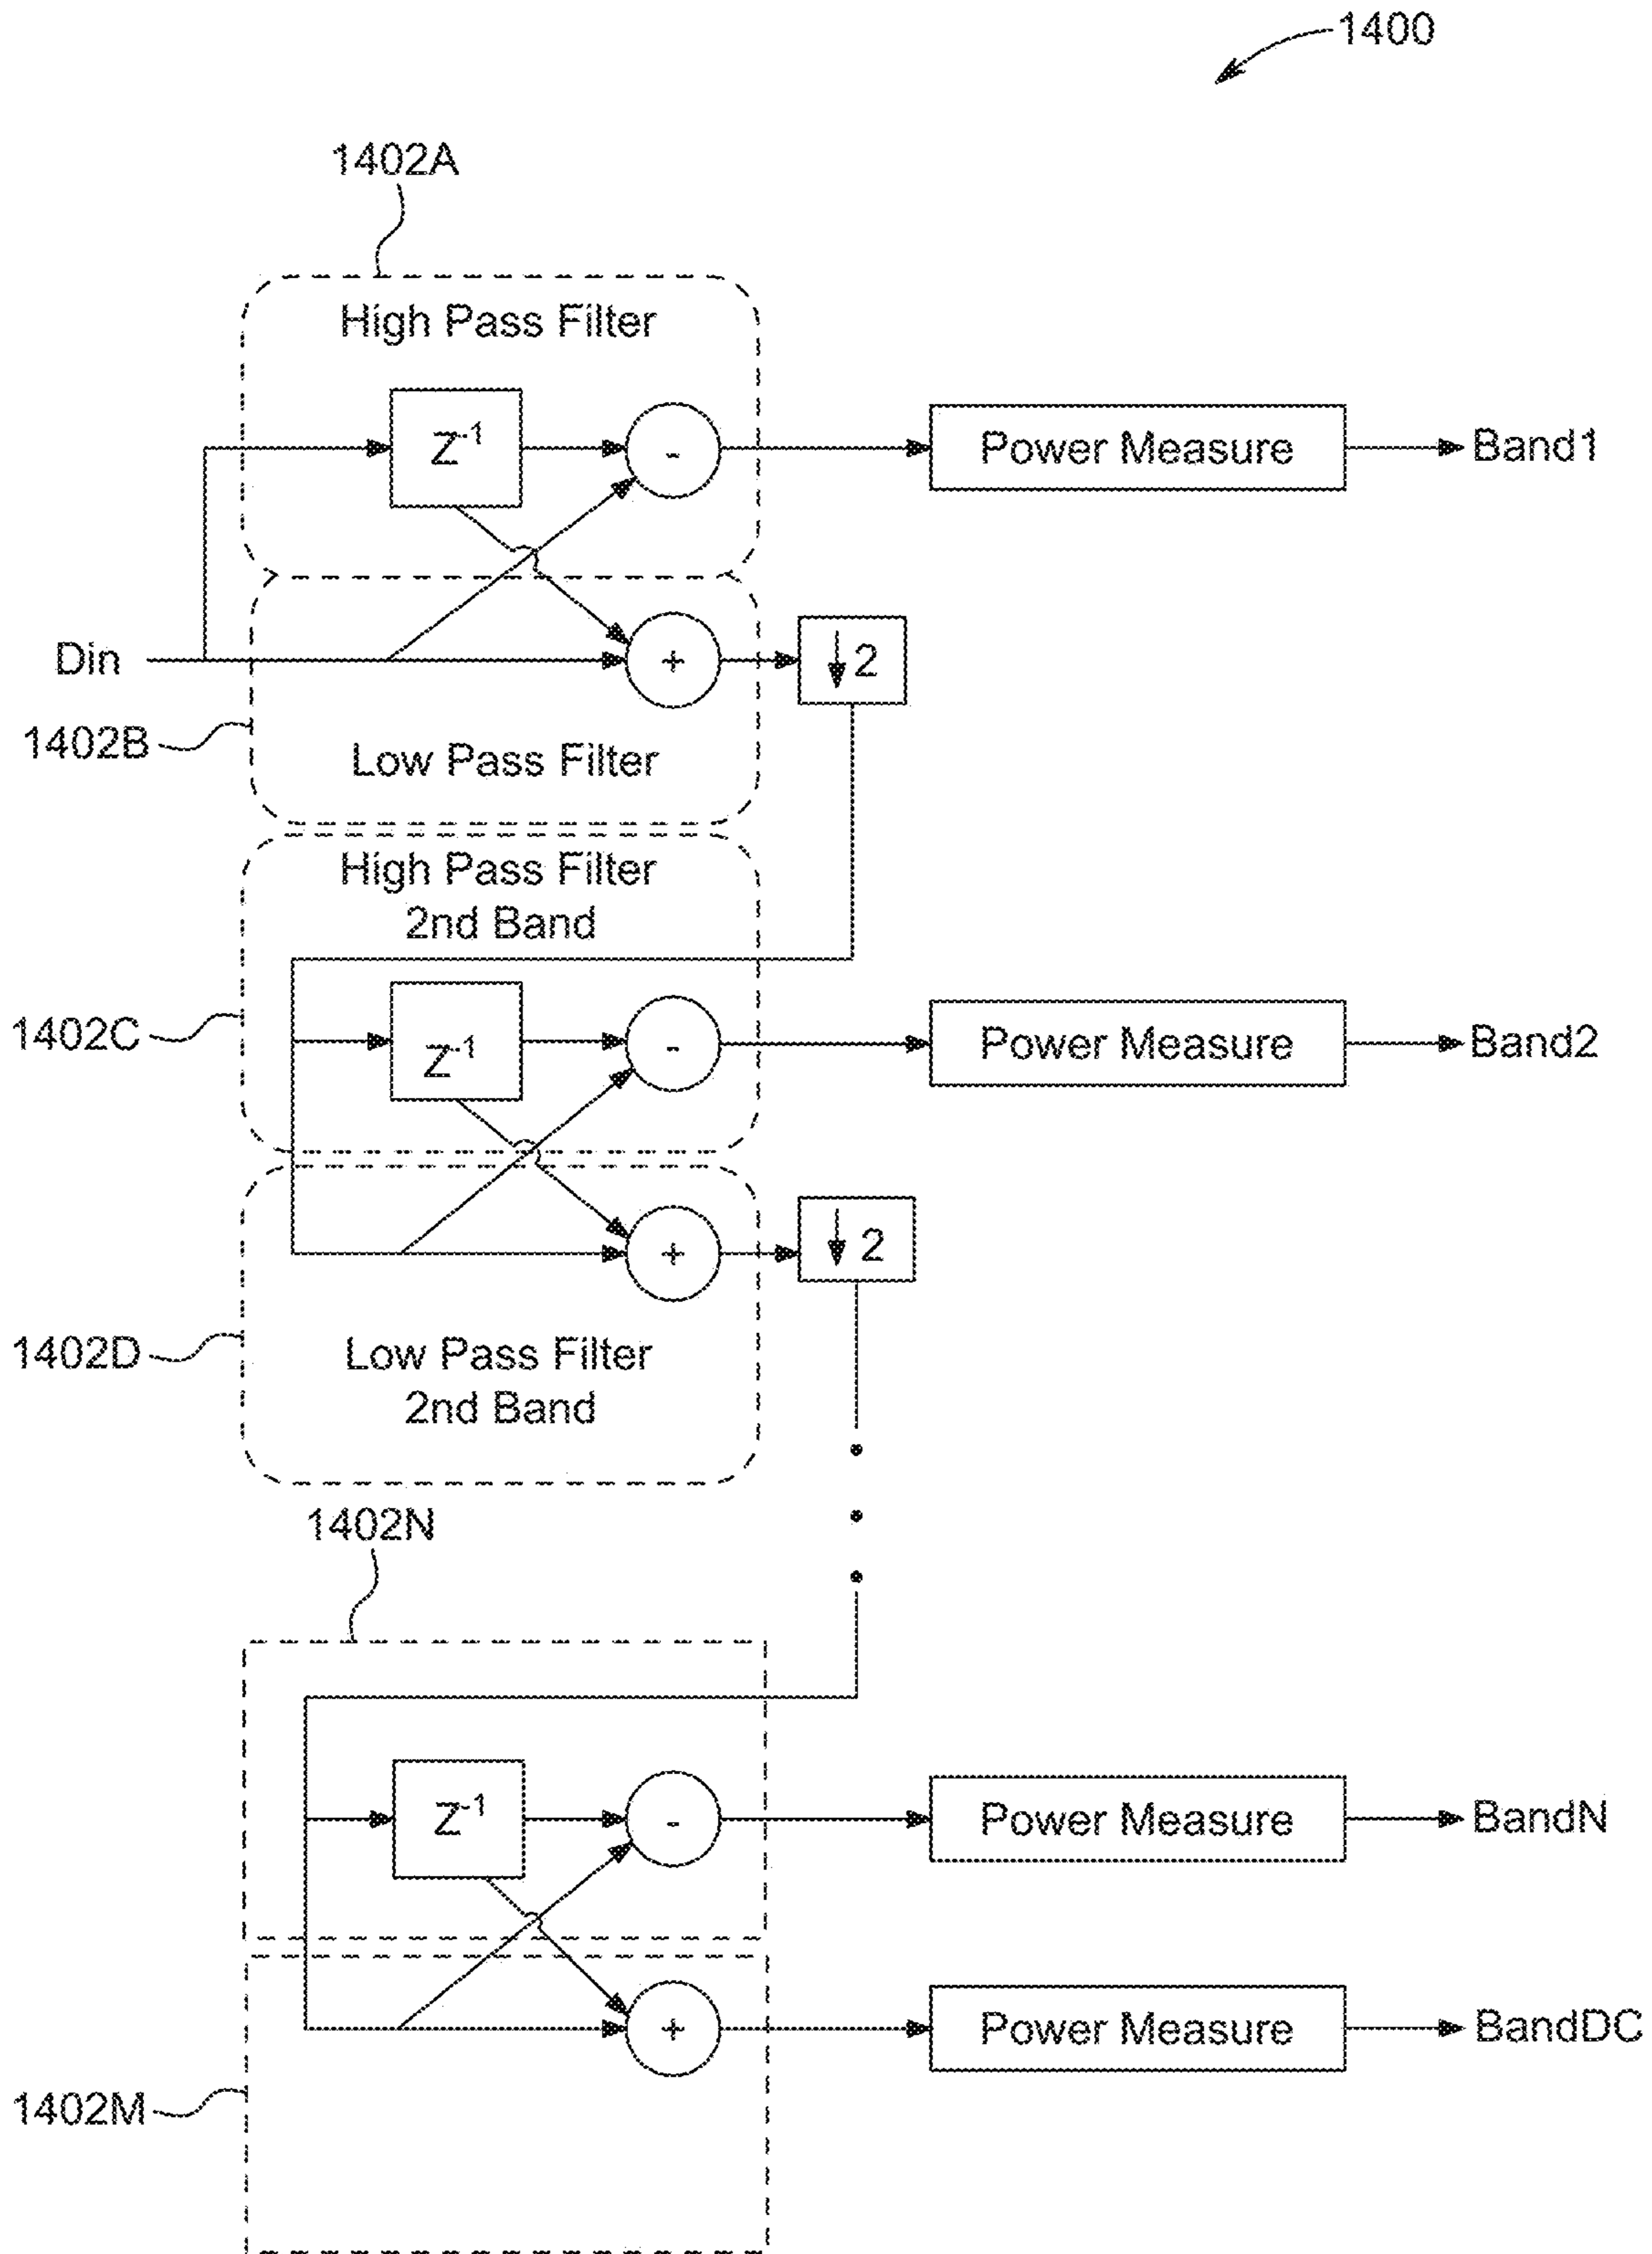 1400
1402A
High Pass Filter
Z-1
-
Power Measure
Band1
Din
+
↓2
1402B
Low Pass Filter
High Pass Filter
2nd Band
1402C
Z-1
-
Power Measure
Band2
+
↓2
1402D
Low Pass Filter
2nd Band
1402N
Z-1
-
Power Measure
BandN
+
Power Measure
BandDC
1402M